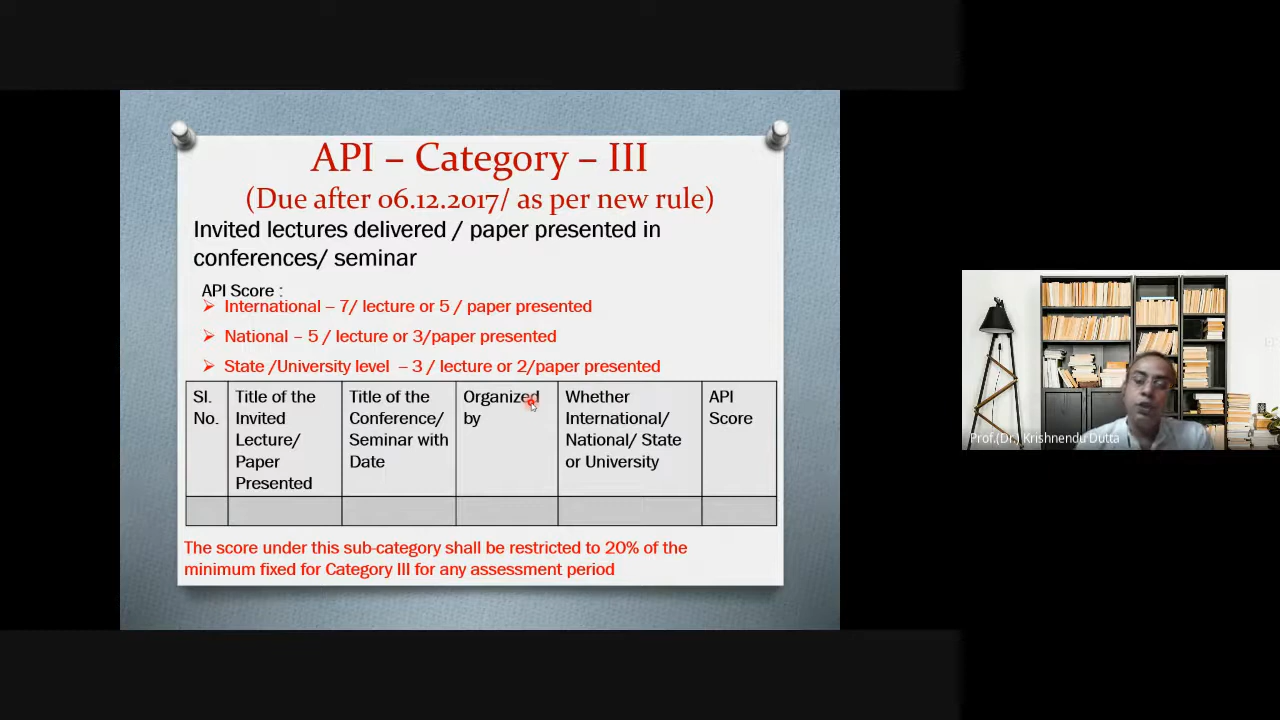 API – Category – III
(Due after 06.12.2017/ as per new rule)
Invited lectures delivered / paper presented in
conferences/ seminar
API Score :
➢ International – 7/ lecture or 5 / paper presented
➢ National – 5 / lecture or 3/paper presented
➢ State /University level – 3 / lecture or 2/paper presented
Sl.
No.
Title of the
Invited
Lecture/
Paper
Presented
Title of the
Conference/
Seminar with
Date
Organized
by
Whether
International/
National/ State
or University
API
Score
The score under this sub-category shall be restricted to 20% of the
minimum fixed for Category III for any assessment period
Prof.(Dr.) Krishnendu Dutta